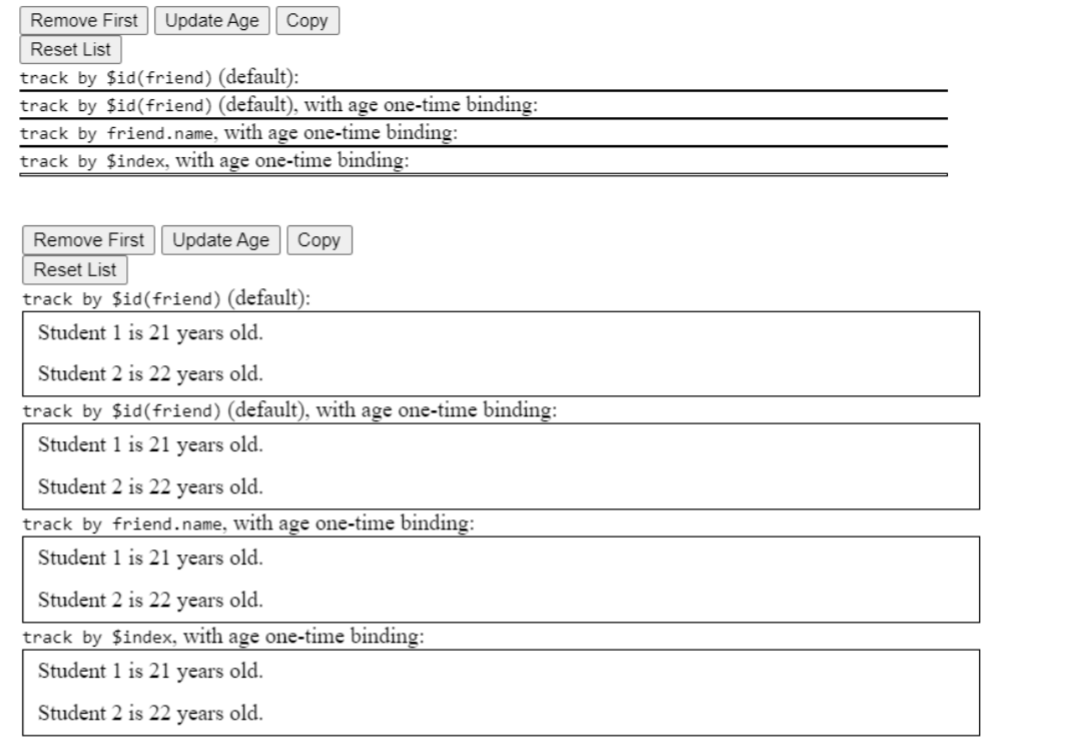 Remove First Update Age Copy
Reset List
track by $id(friend) (default):
track by $id(friend) (default), with age one-time binding:
track by friend.name, with age one-time binding:
track by $index, with age one-time binding:
Remove First Update Age Copy
Reset List
track by $id(friend) (default):
Student 1 is 21 years old.
Student 2 is 22 years old.
track by $id(friend) (default), with age one-time binding:
Student 1 is 21 years old.
Student 2 is 22 years old.
track by friend.name, with age one-time binding:
Student 1 is 21 years old.
Student 2 is 22 years old.
track by $index, with age one-time binding:
Student 1 is 21 years old.
Student 2 is 22 years old.